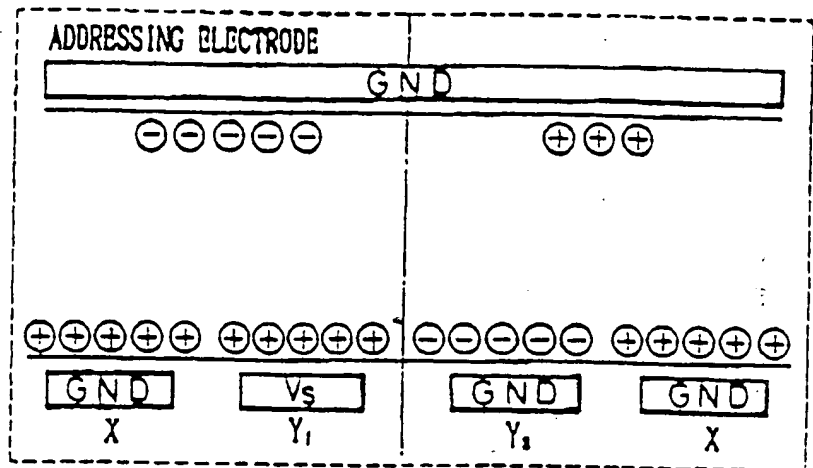 ADDRESSING ELECTRODE
GND
⊖⊖⊖⊖⊖ ⊕⊕⊕
⊕⊕⊕⊕⊕ ⊕⊕⊕⊕⊕ ⊖⊖⊖⊖⊖ ⊕⊕⊕⊕⊕
GND Vs GND GND
X Y₁ Y₂ X